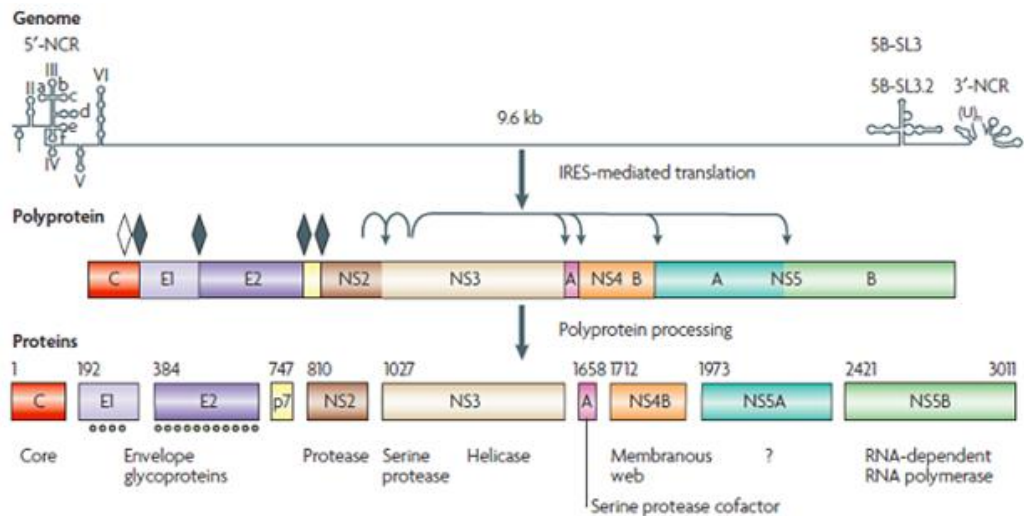 Genome
5'-NCR
5B-SL3
III
VI
II a b
c
5B-SL3.2
3'-NCR
d
(U)n
e
9.6 kb
f
IV
V
IRES-mediated translation
Polyprotein
C E1 E2 NS2 NS3 A NS4 B A NS5 B
Polyprotein processing
Proteins
1 192 384 747 810 1027 1658 1712 1973 2421 3011
C E1 E2 p7 NS2 NS3 A NS4B NS5A NS5B
Core Envelope Protease Serine Helicase Membranous ? RNA-dependent
glycoproteins protease web RNA polymerase
Serine protease cofactor